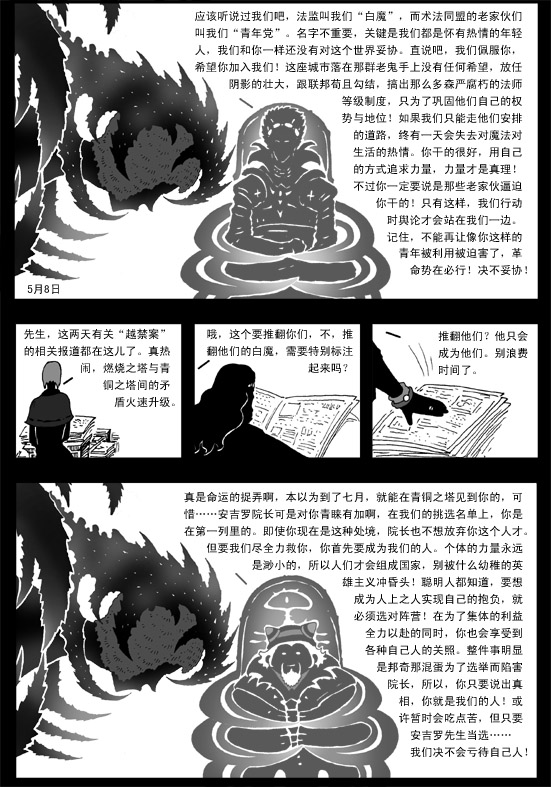 应该听说过我们吧，法监叫我们“白魔”，而术法同盟的老家伙们
叫我们“青年党”。名字不重要，关键是我们都是怀有热情的年轻
人，我们和你一样还没有对这个世界妥协。直说吧，我们佩服你，
希望你加入我们！这座城市落在那群老鬼手上没有任何希望，放任
阴影的壮大，跟联邦苟且勾结，搞出那么多森严腐朽的法师
等级制度，只为了巩固他们自己的权
势与地位！如果我们只能走他们安排
的道路，终有一天会失去对魔法对
生活的热情。你干的很好，用自己
的方式追求力量，力量才是真理！
不过你一定要说是那些老家伙逼迫
你干的！只有这样，我们行动
时舆论才会站在我们一边。
记住，不能再让像你这样的
青年被利用被迫害了，革
命势在必行！决不妥协！
5月8日
先生，这两天有关“越禁案”
的相关报道都在这儿了。真热
闹，燃烧之塔与青
铜之塔间的矛
盾火速升级。
哦，这个要推翻你们，不，推
翻他们的白魔，需要特别标注
起来吗？
推翻他们？他只会
成为他们。别浪费
时间了。
真是命运的捉弄啊，本以为到了七月，就能在青铜之塔见到你的，可
惜……安吉罗院长可是对你青睐有加啊，在我们的挑选名单上，你是
在第一列里的。即使你现在是这种处境，院长也不想放弃你这个人才。
但要我们尽全力救你，你首先要成为我们的人。个体的力量永远
是渺小的，所以人们才会组成国家，别被什么幼稚的英
雄主义冲昏头！聪明人都知道，要想
成为人上之人实现自己的抱负，就
必须选对阵营！在为了集体的利益
全力以赴的同时，你也会享受到
各种自己人的关照。整件事明显
是邦奇那混蛋为了选举而陷害
院长，所以，你只要说出真
相，你就是我们的人！或
许暂时会吃点苦，但只要
安吉罗先生当选……
我们决不会亏待自己人！